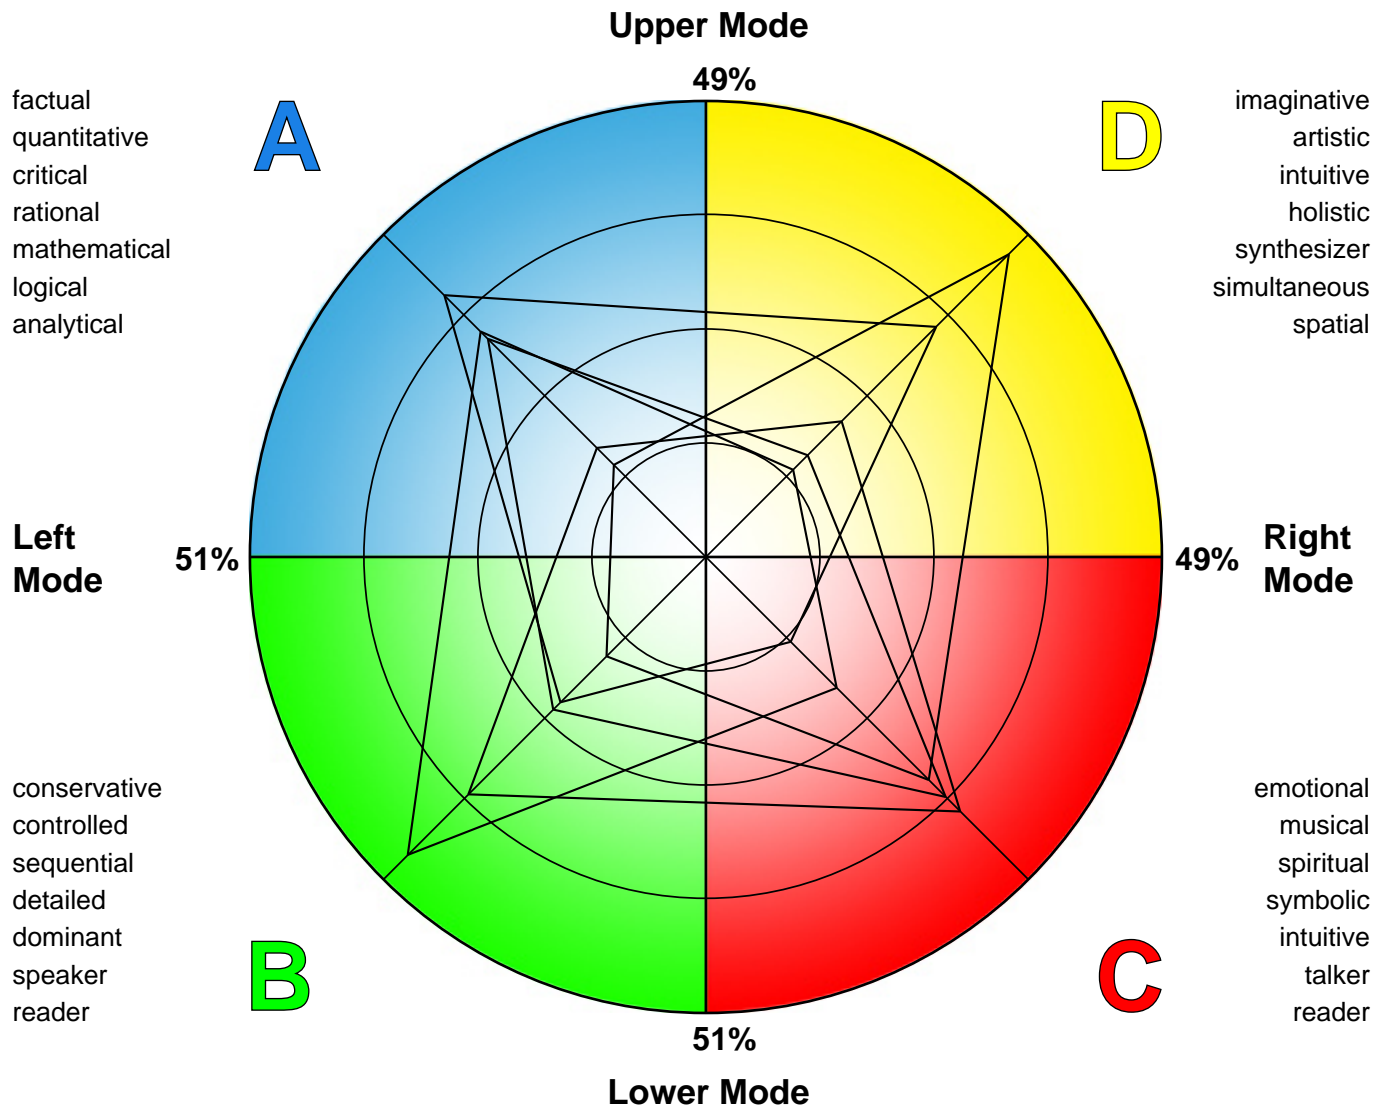 Upper Mode
49%
A
factual
quantitative
critical
rational
mathematical
logical
analytical
D
imaginative
artistic
intuitive
holistic
synthesizer
simultaneous
spatial
Left
Mode
51%
49%
Right
Mode
conservative
controlled
sequential
detailed
dominant
speaker
reader
B
C
emotional
musical
spiritual
symbolic
intuitive
talker
reader
51%
Lower Mode